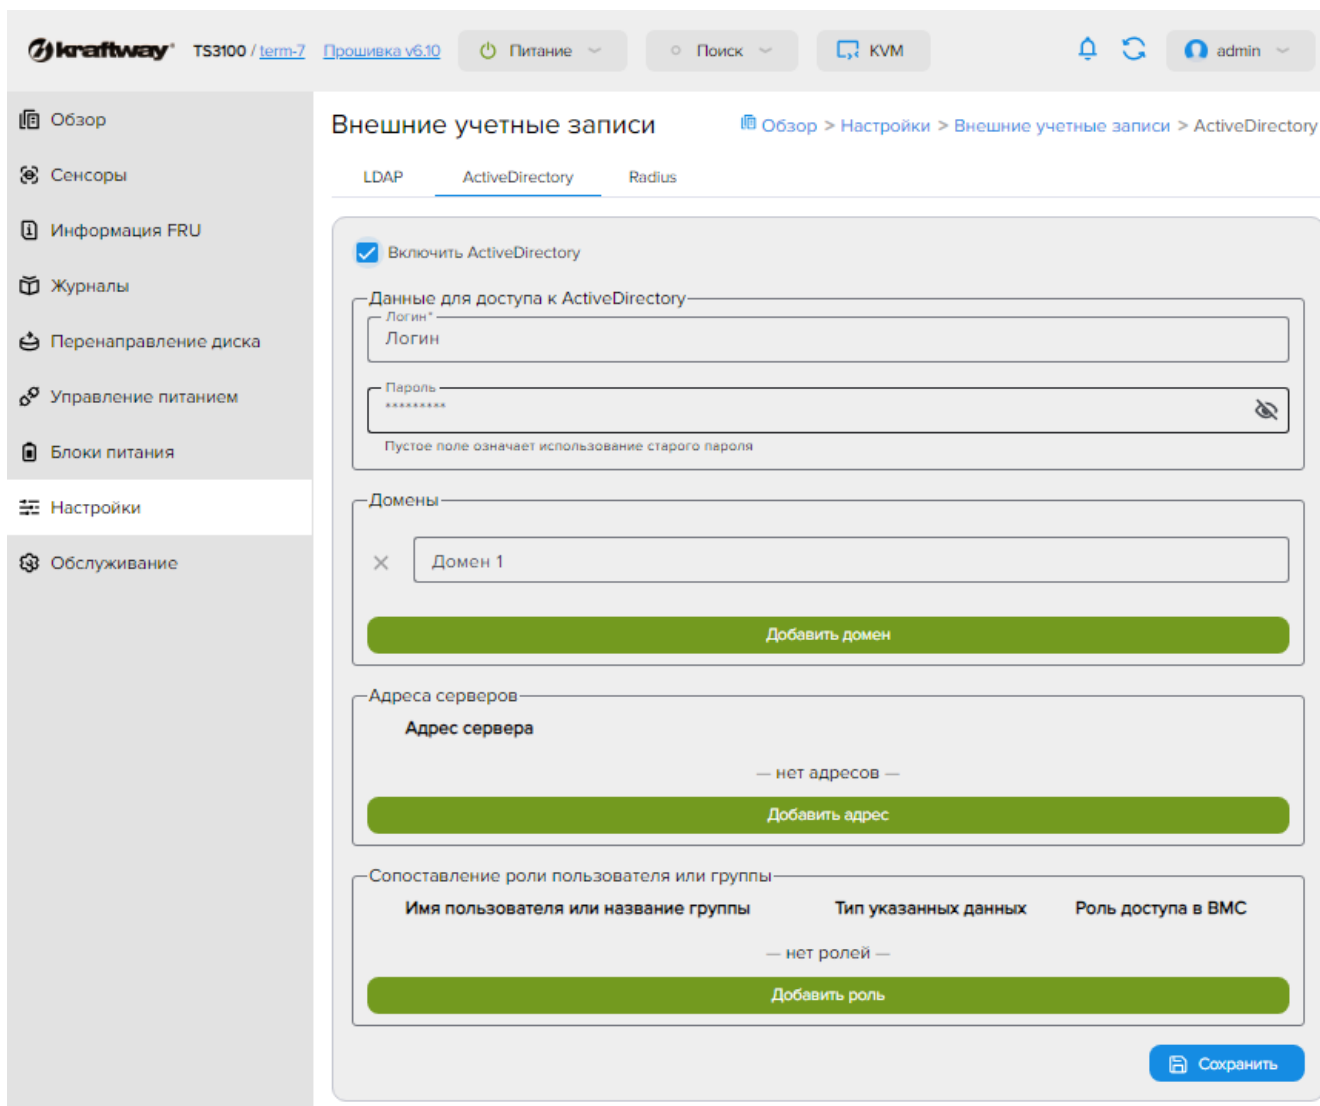 kraftway TS3100 / term-7 Прошивка v6.10 Питание Поиск KVM admin
Обзор
Сенсоры
Информация FRU
Журналы
Перенаправление диска
Управление питанием
Блоки питания
Настройки
Обслуживание
Внешние учетные записи
Обзор > Настройки > Внешние учетные записи > ActiveDirectory
LDAP ActiveDirectory Radius
Включить ActiveDirectory
Данные для доступа к ActiveDirectory
Логин*
Логин
Пароль
*********
Пустое поле означает использование старого пароля
Домены
Домен 1
Добавить домен
Адреса серверов
Адрес сервера
— нет адресов —
Добавить адрес
Сопоставление роли пользователя или группы
Имя пользователя или название группы Тип указанных данных Роль доступа в BMC
— нет ролей —
Добавить роль
Сохранить